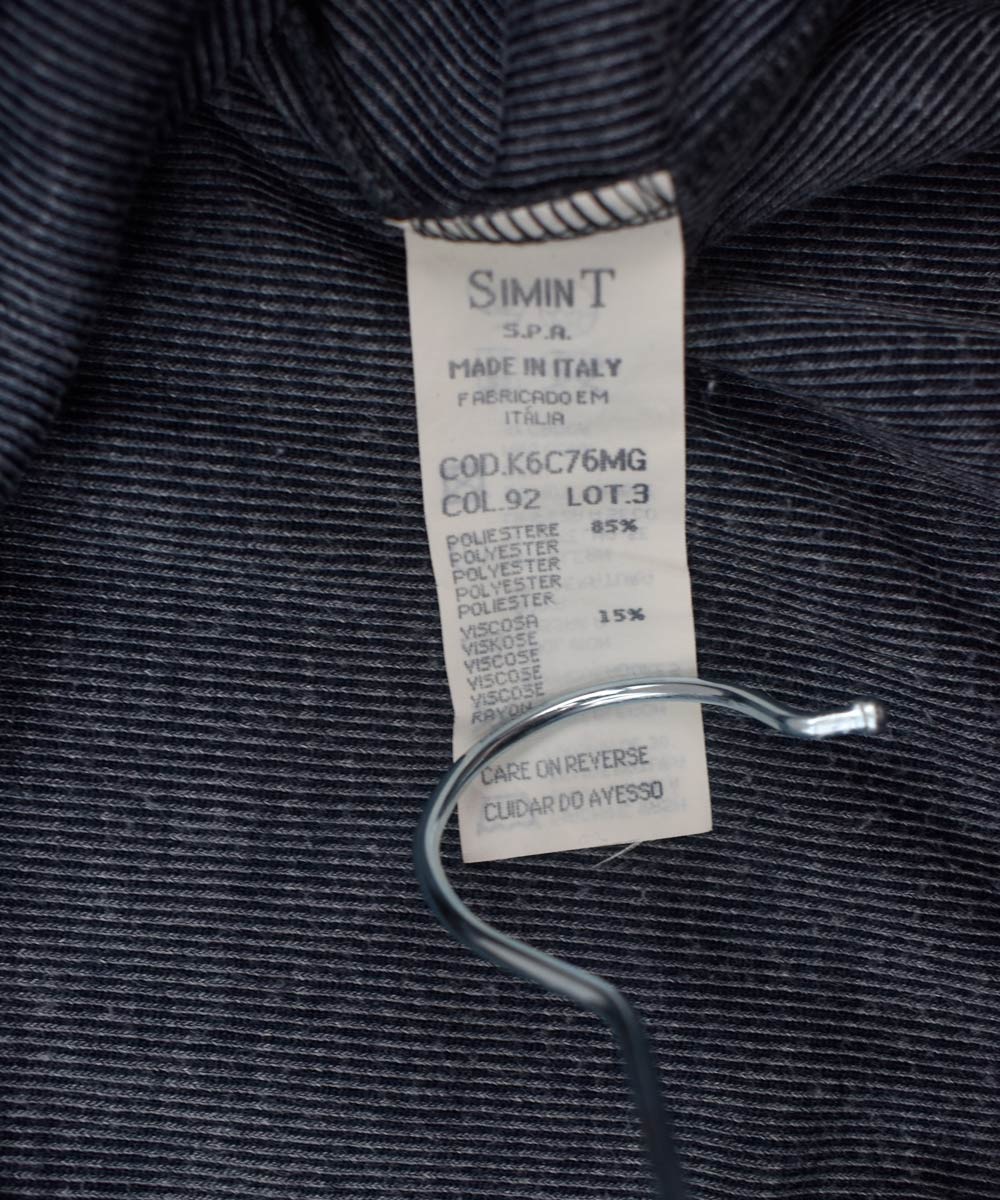 SIMINT
S.P.A.
MADE IN ITALY
FABRICADO EM
ITÁLIA
COD.K6C76MG
COL.92 LOT.3
POLIESTERE 85%
POLYESTER
POLYESTER
POLYESTER
POLIESTER
VISCOSA 15%
VISKOSE
VISCOSE
VISCOSE
VISCOSE
RAYON
CARE ON REVERSE
CUIDAR DO AVESSO